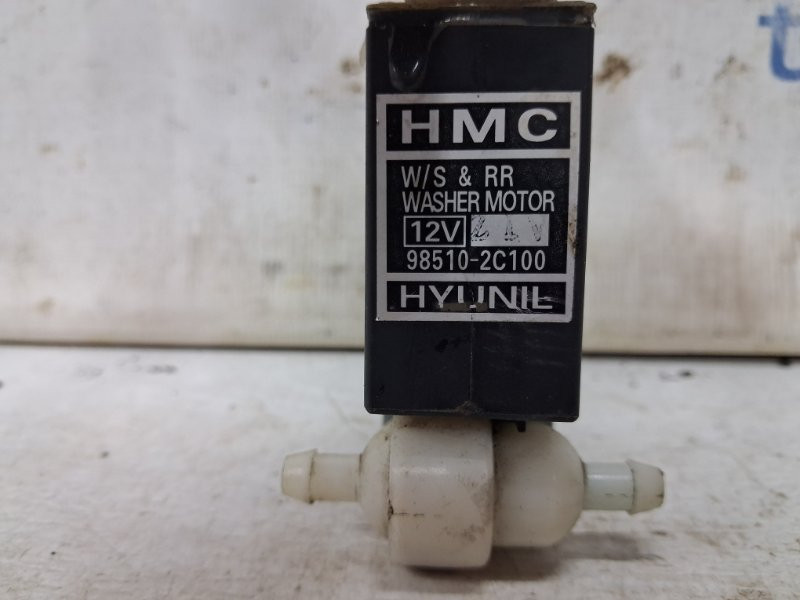 HMC
W/S & RR
WASHER MOTOR
12V
98510-2C100
HYUNIL